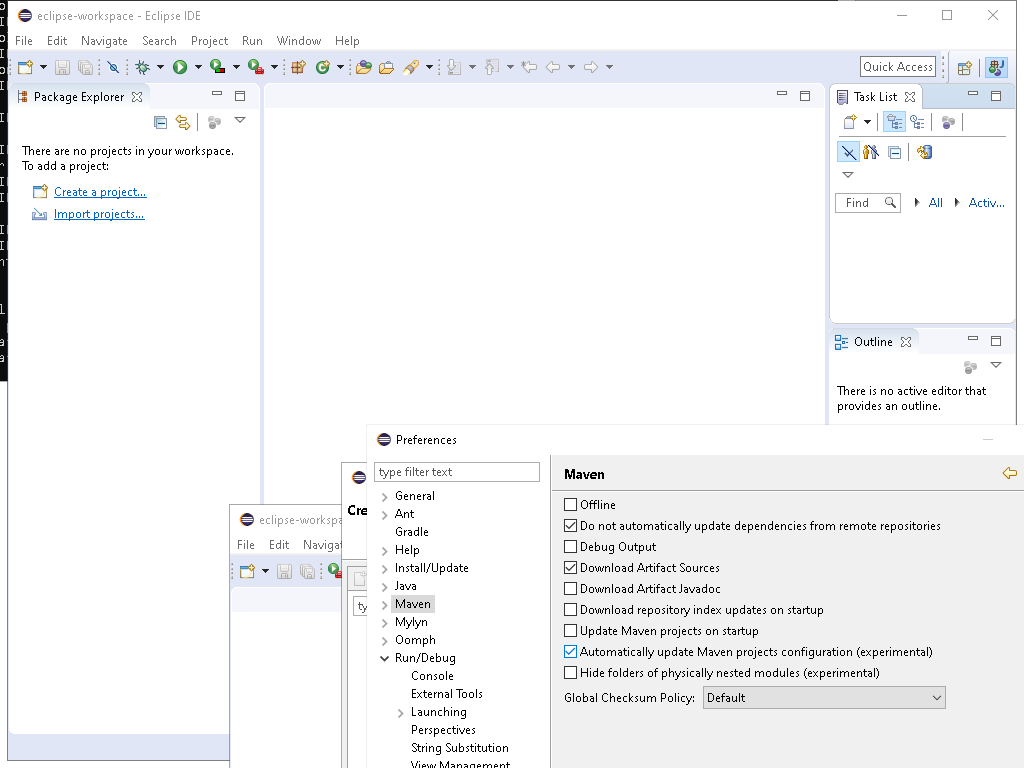 eclipse-workspace - Eclipse IDE
File Edit Navigate Search Project Run Window Help
Quick Access
Package Explorer
There are no projects in your workspace.
To add a project:
Create a project...
Import projects...
Task List
Find All Activ...
Outline
There is no active editor that
provides an outline.
eclipse-workspa
File Edit Naviga
Cre
ty
Preferences
type filter text
General
Ant
Gradle
Help
Install/Update
Java
Maven
Mylyn
Oomph
Run/Debug
Console
External Tools
Launching
Perspectives
String Substitution
View Management
Maven
Offline
Do not automatically update dependencies from remote repositories
Debug Output
Download Artifact Sources
Download Artifact Javadoc
Download repository index updates on startup
Update Maven projects on startup
Automatically update Maven projects configuration (experimental)
Hide folders of physically nested modules (experimental)
Global Checksum Policy: Default